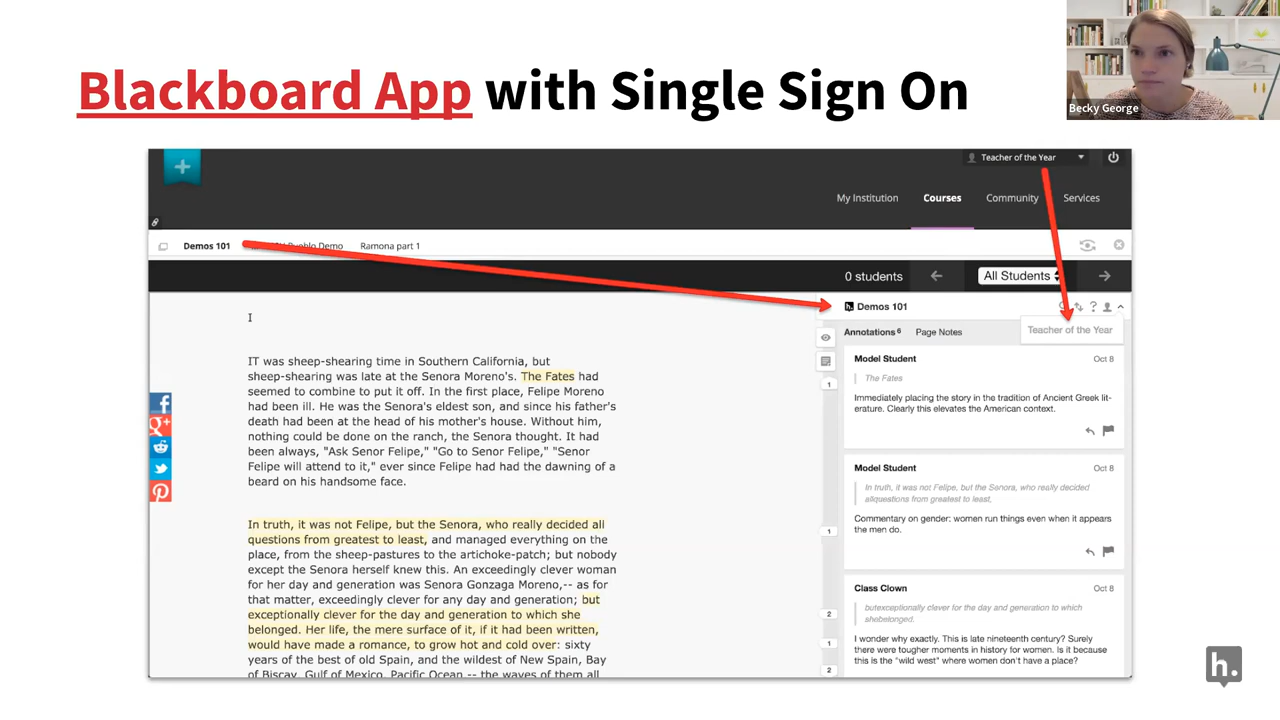 Blackboard App with Single Sign On
Becky George
Teacher of the Year
My Institution Courses Community Services
Demos 101 Pueblo Demo Ramona part 1
0 students All Students
Demos 101
Teacher of the Year
Annotations 6 Page Notes
I
IT was sheep-shearing time in Southern California, but
sheep-shearing was late at the Senora Moreno's. The Fates had
seemed to combine to put it off. In the first place, Felipe Moreno
had been ill. He was the Senora's eldest son, and since his father's
death had been at the head of his mother's house. Without him,
nothing could be done on the ranch, the Senora thought. It had
been always, "Ask Senor Felipe," "Go to Senor Felipe," "Senor
Felipe will attend to it," ever since Felipe had had the dawning of a
beard on his handsome face.
In truth, it was not Felipe, but the Senora, who really decided all
questions from greatest to least, and managed everything on the
place, from the sheep-pastures to the artichoke-patch; but nobody
except the Senora herself knew this. An exceedingly clever woman
for her day and generation was Senora Gonzaga Moreno,-- as for
that matter, exceedingly clever for any day and generation; but
exceptionally clever for the day and generation to which she
belonged. Her life, the mere surface of it, if it had been written,
would have made a romance, to grow hot and cold over: sixty
years of the best of old Spain, and the wildest of New Spain, Bay
of Biscay, Gulf of Mexico, Pacific Ocean -- the waves of them all
1
1
2
1
2
Model Student Oct 8
The Fates
Immediately placing the story in the tradition of Ancient Greek lit-
erature. Clearly this elevates the American context.
Model Student Oct 8
In truth, it was not Felipe, but the Senora, who really decided
allquestions from greatest to least,
Commentary on gender: women run things even when it appears
the men do.
Class Clown Oct 8
butexceptionally clever for the day and generation to which
shebelonged.
I wonder why exactly. This is late nineteenth century? Surely
there were tougher moments in history for women. Is it because
this is the "wild west" where women don't have a place?
h.